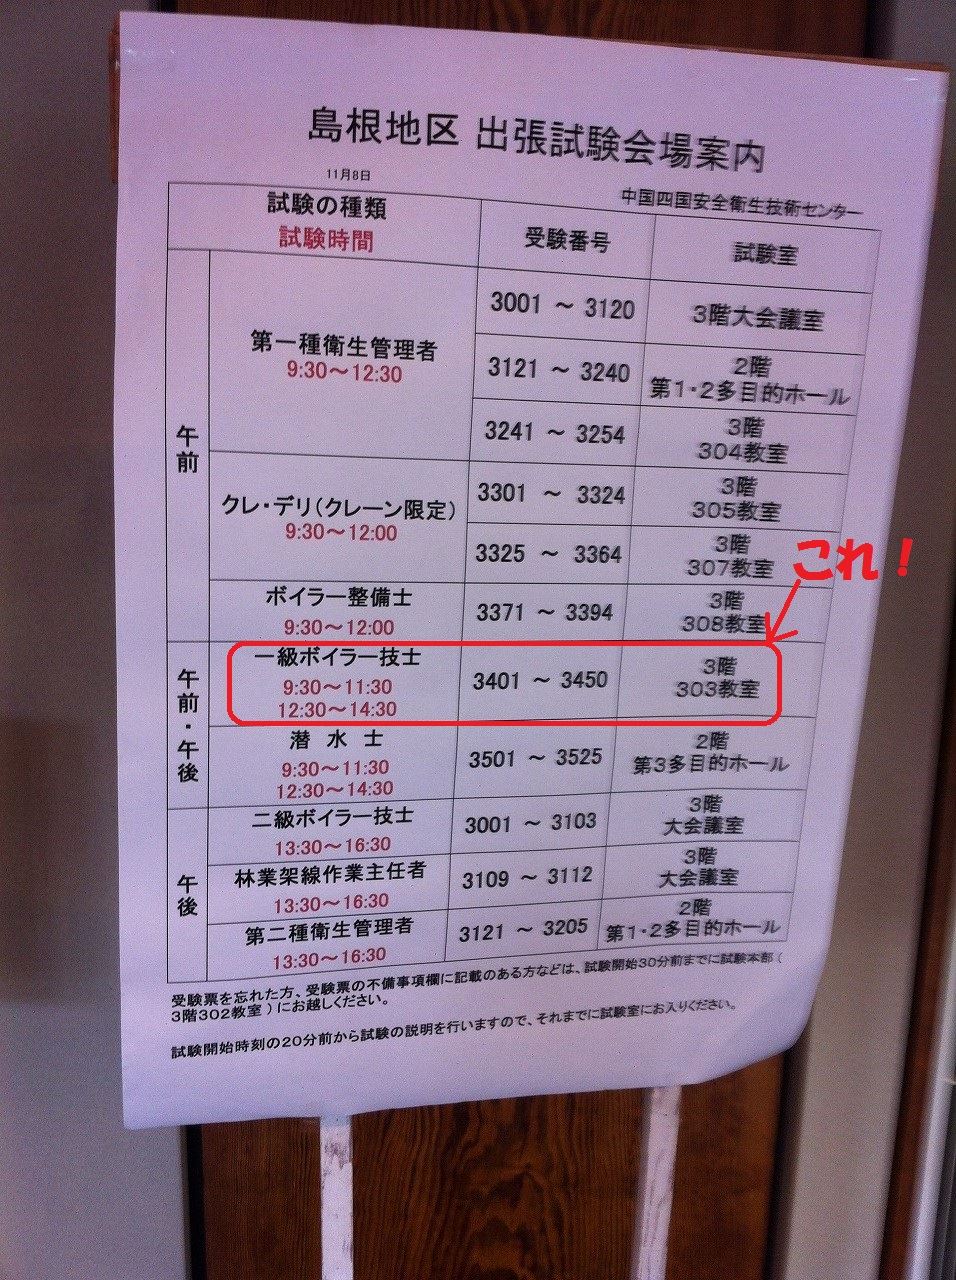 島根地区 出張試験会場案内
11月8日
中国四国安全衛生技術センター
試験の種類
試験時間
受験番号
試験室
午前
第一種衛生管理者
9:30～12:30
3001 ～ 3120
3階大会議室
3121 ～ 3240
2階
第1・2多目的ホール
3241 ～ 3254
3階
304教室
クレ・デリ(クレーン限定)
9:30～12:00
3301 ～ 3324
3階
305教室
3325 ～ 3364
3階
307教室
これ！
ボイラー整備士
9:30～12:00
3371 ～ 3394
3階
308教室
午前・午後
一級ボイラー技士
9:30～11:30
12:30～14:30
3401 ～ 3450
3階
303教室
潜 水 士
9:30～11:30
12:30～14:30
3501 ～ 3525
2階
第3多目的ホール
午後
二級ボイラー技士
13:30～16:30
3001 ～ 3103
3階
大会議室
林業架線作業主任者
13:30～16:30
3109 ～ 3112
3階
大会議室
第二種衛生管理者
13:30～16:30
3121 ～ 3205
2階
第1・2多目的ホール
受験票を忘れた方、受験票の不備事項欄に記載のある方などは、試験開始30分前までに試験本部(
3階302教室)にお越しください。
試験開始時刻の20分前から試験の説明を行いますので、それまでに試験室にお入りください。